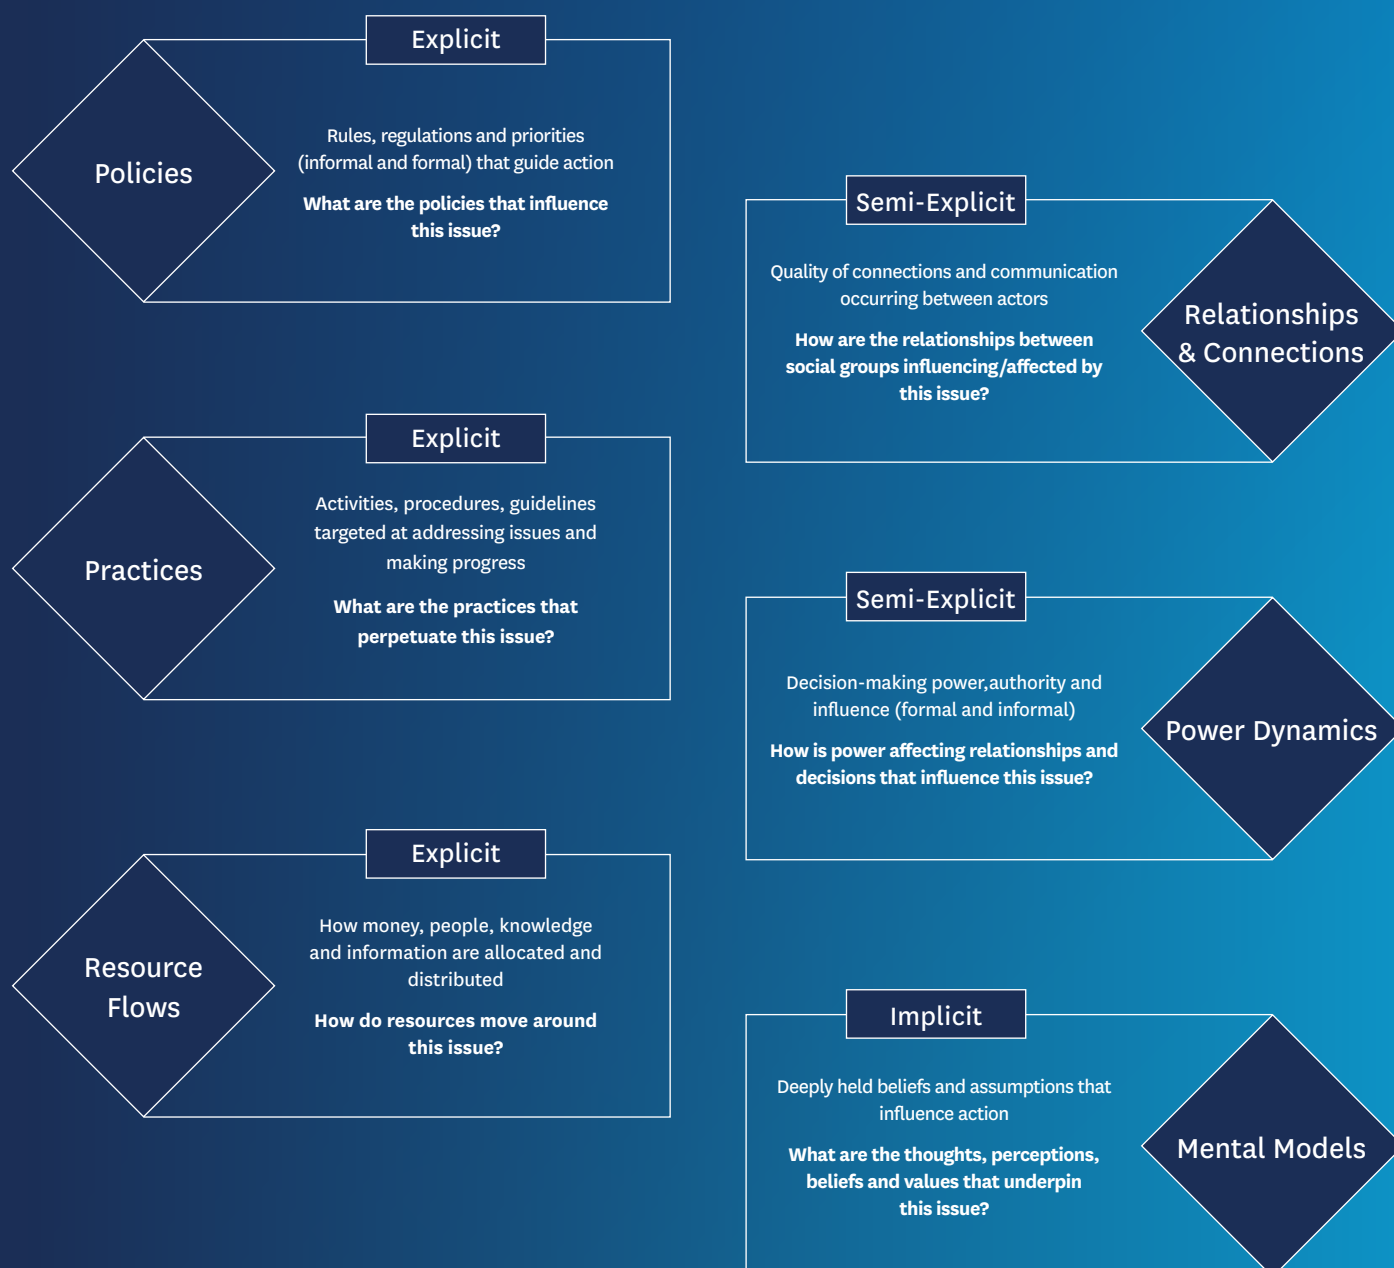 Explicit
Policies
Rules, regulations and priorities
(informal and formal) that guide action
What are the policies that influence
this issue?
Explicit
Practices
Activities, procedures, guidelines
targeted at addressing issues and
making progress
What are the practices that
perpetuate this issue?
Explicit
Resource
Flows
How money, people, knowledge
and information are allocated and
distributed
How do resources move around
this issue?
Semi-Explicit
Quality of connections and communication
occurring between actors
How are the relationships between
social groups influencing/affected by
this issue?
Relationships
& Connections
Semi-Explicit
Decision-making power,authority and
influence (formal and informal)
How is power affecting relationships and
decisions that influence this issue?
Power Dynamics
Implicit
Deeply held beliefs and assumptions that
influence action
What are the thoughts, perceptions,
beliefs and values that underpin
this issue?
Mental Models